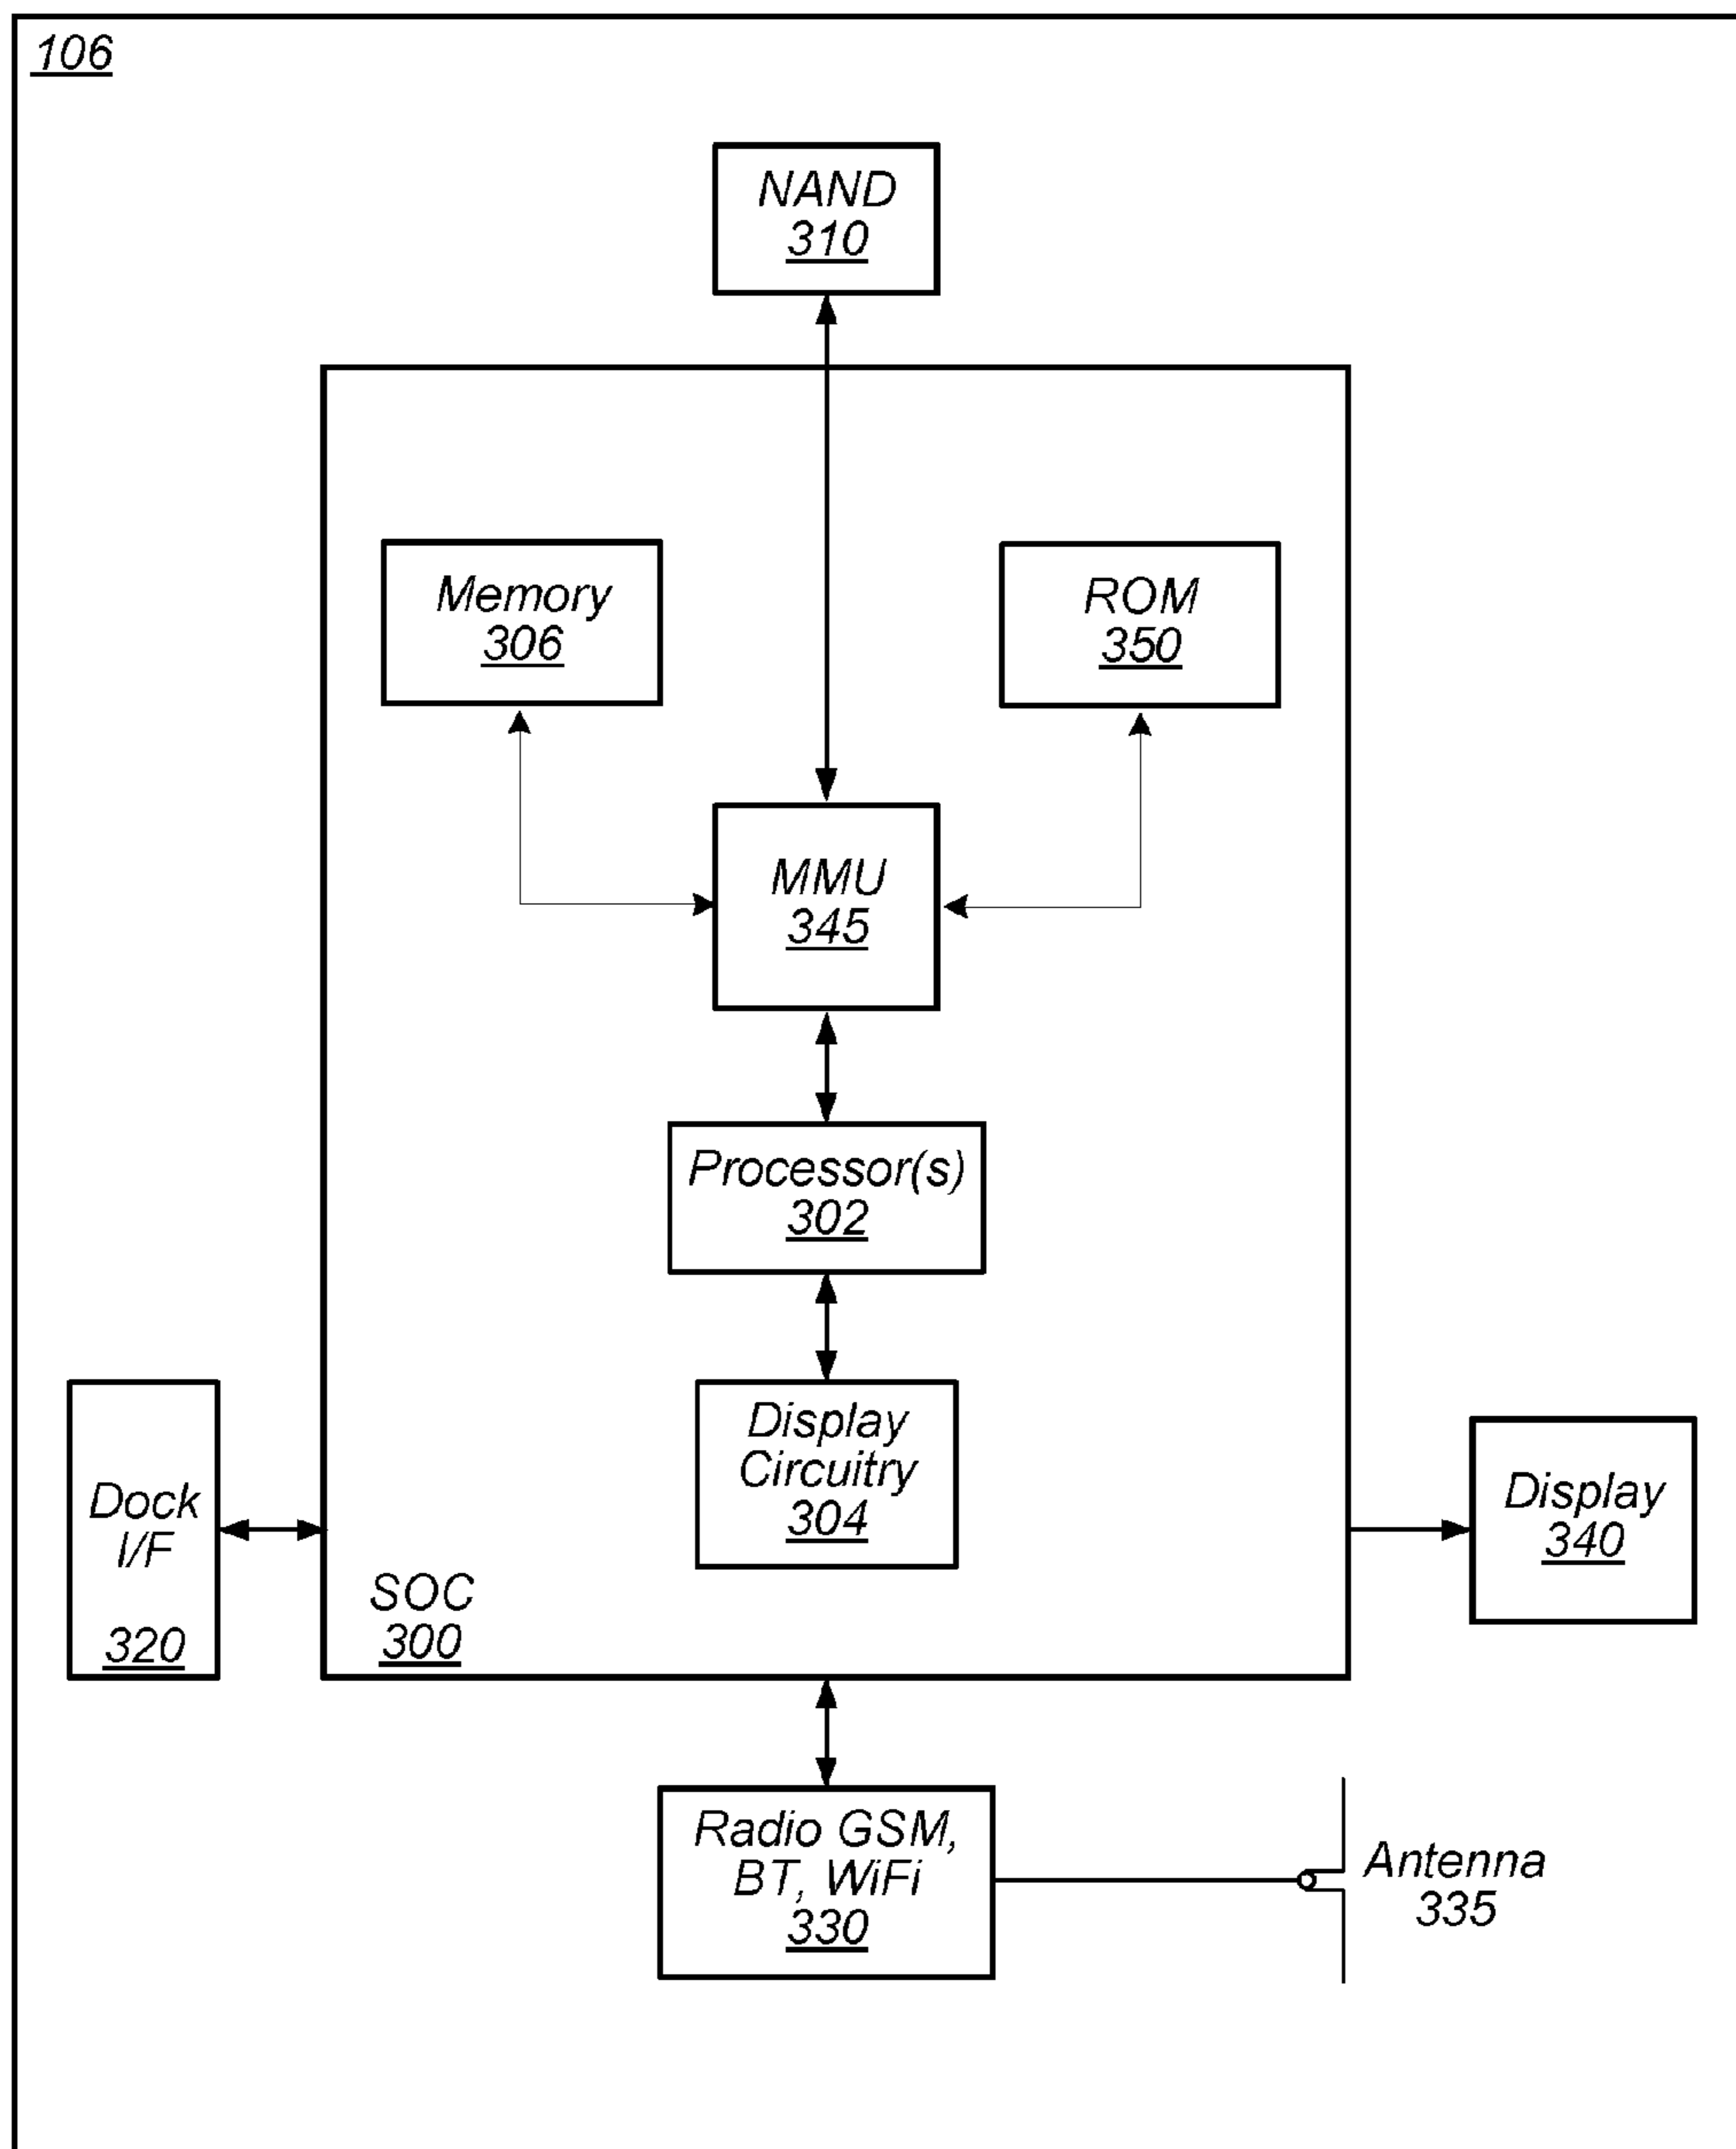 106
NAND
310
Memory
306
ROM
350
MMU
345
Processor(s)
302
Display
Circuitry
304
Dock
I/F
320
SOC
300
Display
340
Radio GSM,
BT, WiFi
330
Antenna
335